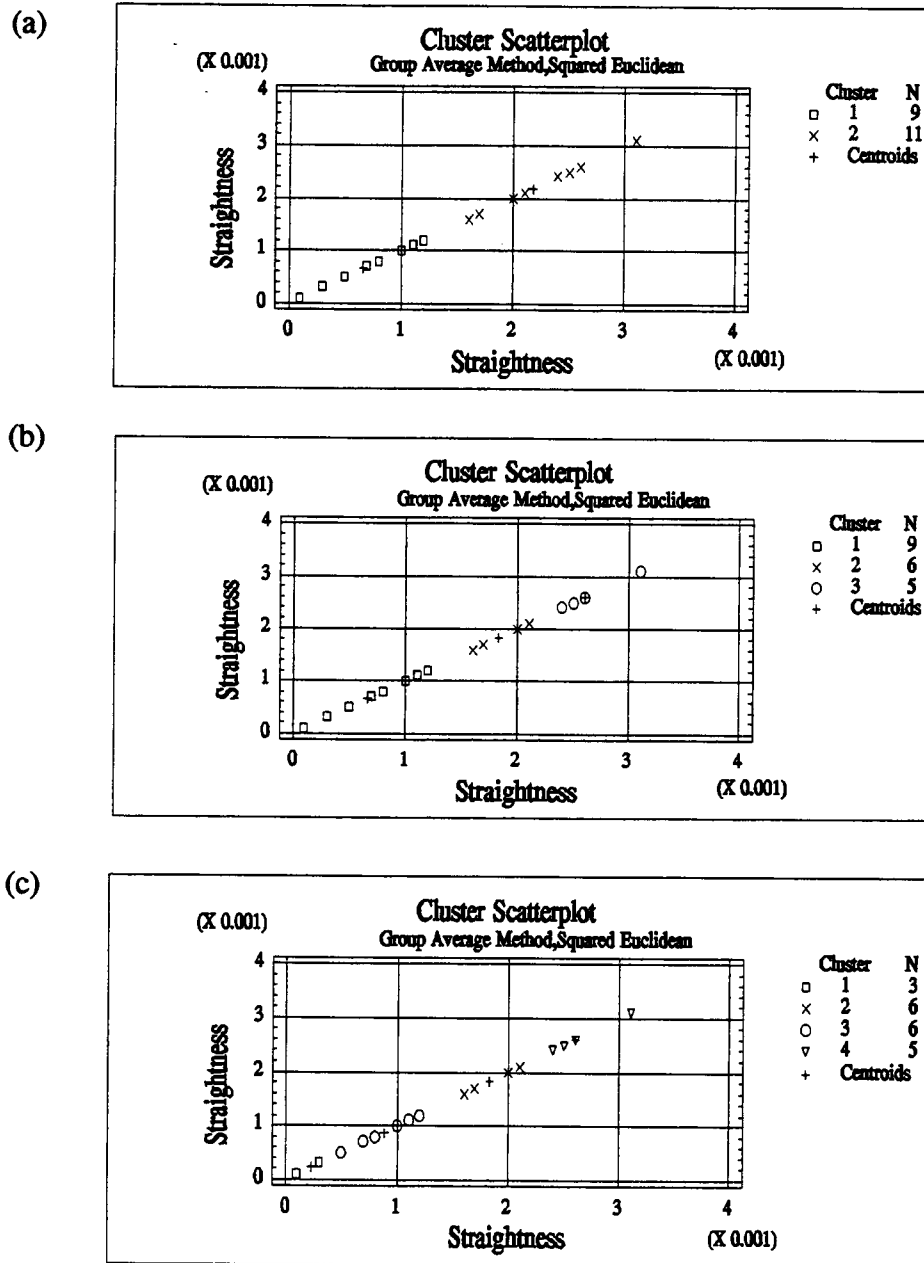 (a)
Cluster Scatterplot
Group Average Method,Squared Euclidean
(X 0.001)
4
3
2
1
0
Straightness
0 1 2 3 4
Straightness
(X 0.001)
Cluster N
1 9
2 11
Centroids
(b)
Cluster Scatterplot
Group Average Method,Squared Euclidean
(X 0.001)
4
3
2
1
0
Straightness
0 1 2 3 4
Straightness
(X 0.001)
Cluster N
1 9
2 6
3 5
Centroids
(c)
Cluster Scatterplot
Group Average Method,Squared Euclidean
(X 0.001)
4
3
2
1
0
Straightness
0 1 2 3 4
Straightness
(X 0.001)
Cluster N
1 3
2 6
3 6
4 5
Centroids